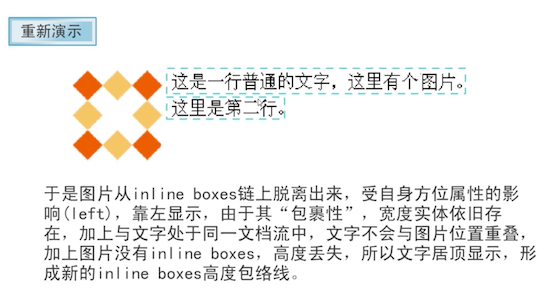 重新演示
这是一行普通的文字，这里有个图片。
这里是第二行。
于是图片从inline boxes链上脱离出来，受自身方位属性的影
响(left)，靠左显示，由于其“包裹性”，宽度实体依旧存
在，加上与文字处于同一文档流中，文字不会与图片位置重叠，
加上图片没有inline boxes，高度丢失，所以文字居顶显示，形
成新的inline boxes高度包络线。